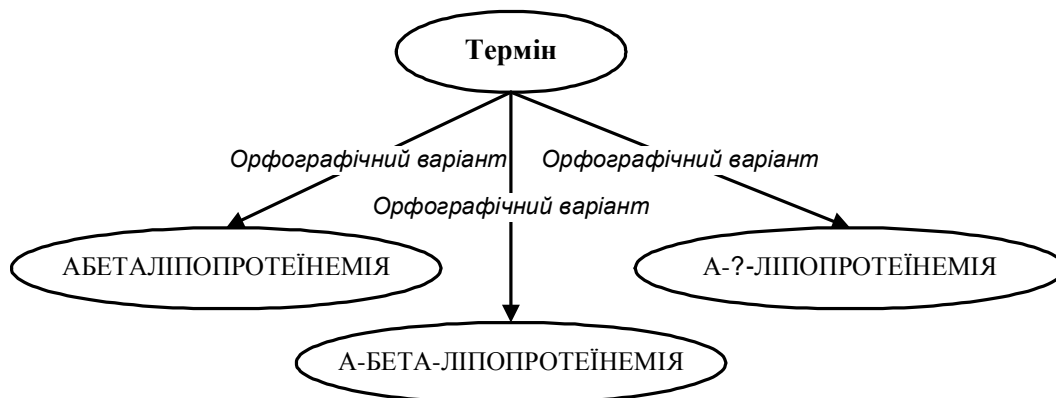 Термін
Орфографічний варіант
Орфографічний варіант
Орфографічний варіант
АБЕТАЛІПОПРОТЕЇНЕМІЯ
А-?-ЛІПОПРОТЕЇНЕМІЯ
А-БЕТА-ЛІПОПРОТЕЇНЕМІЯ